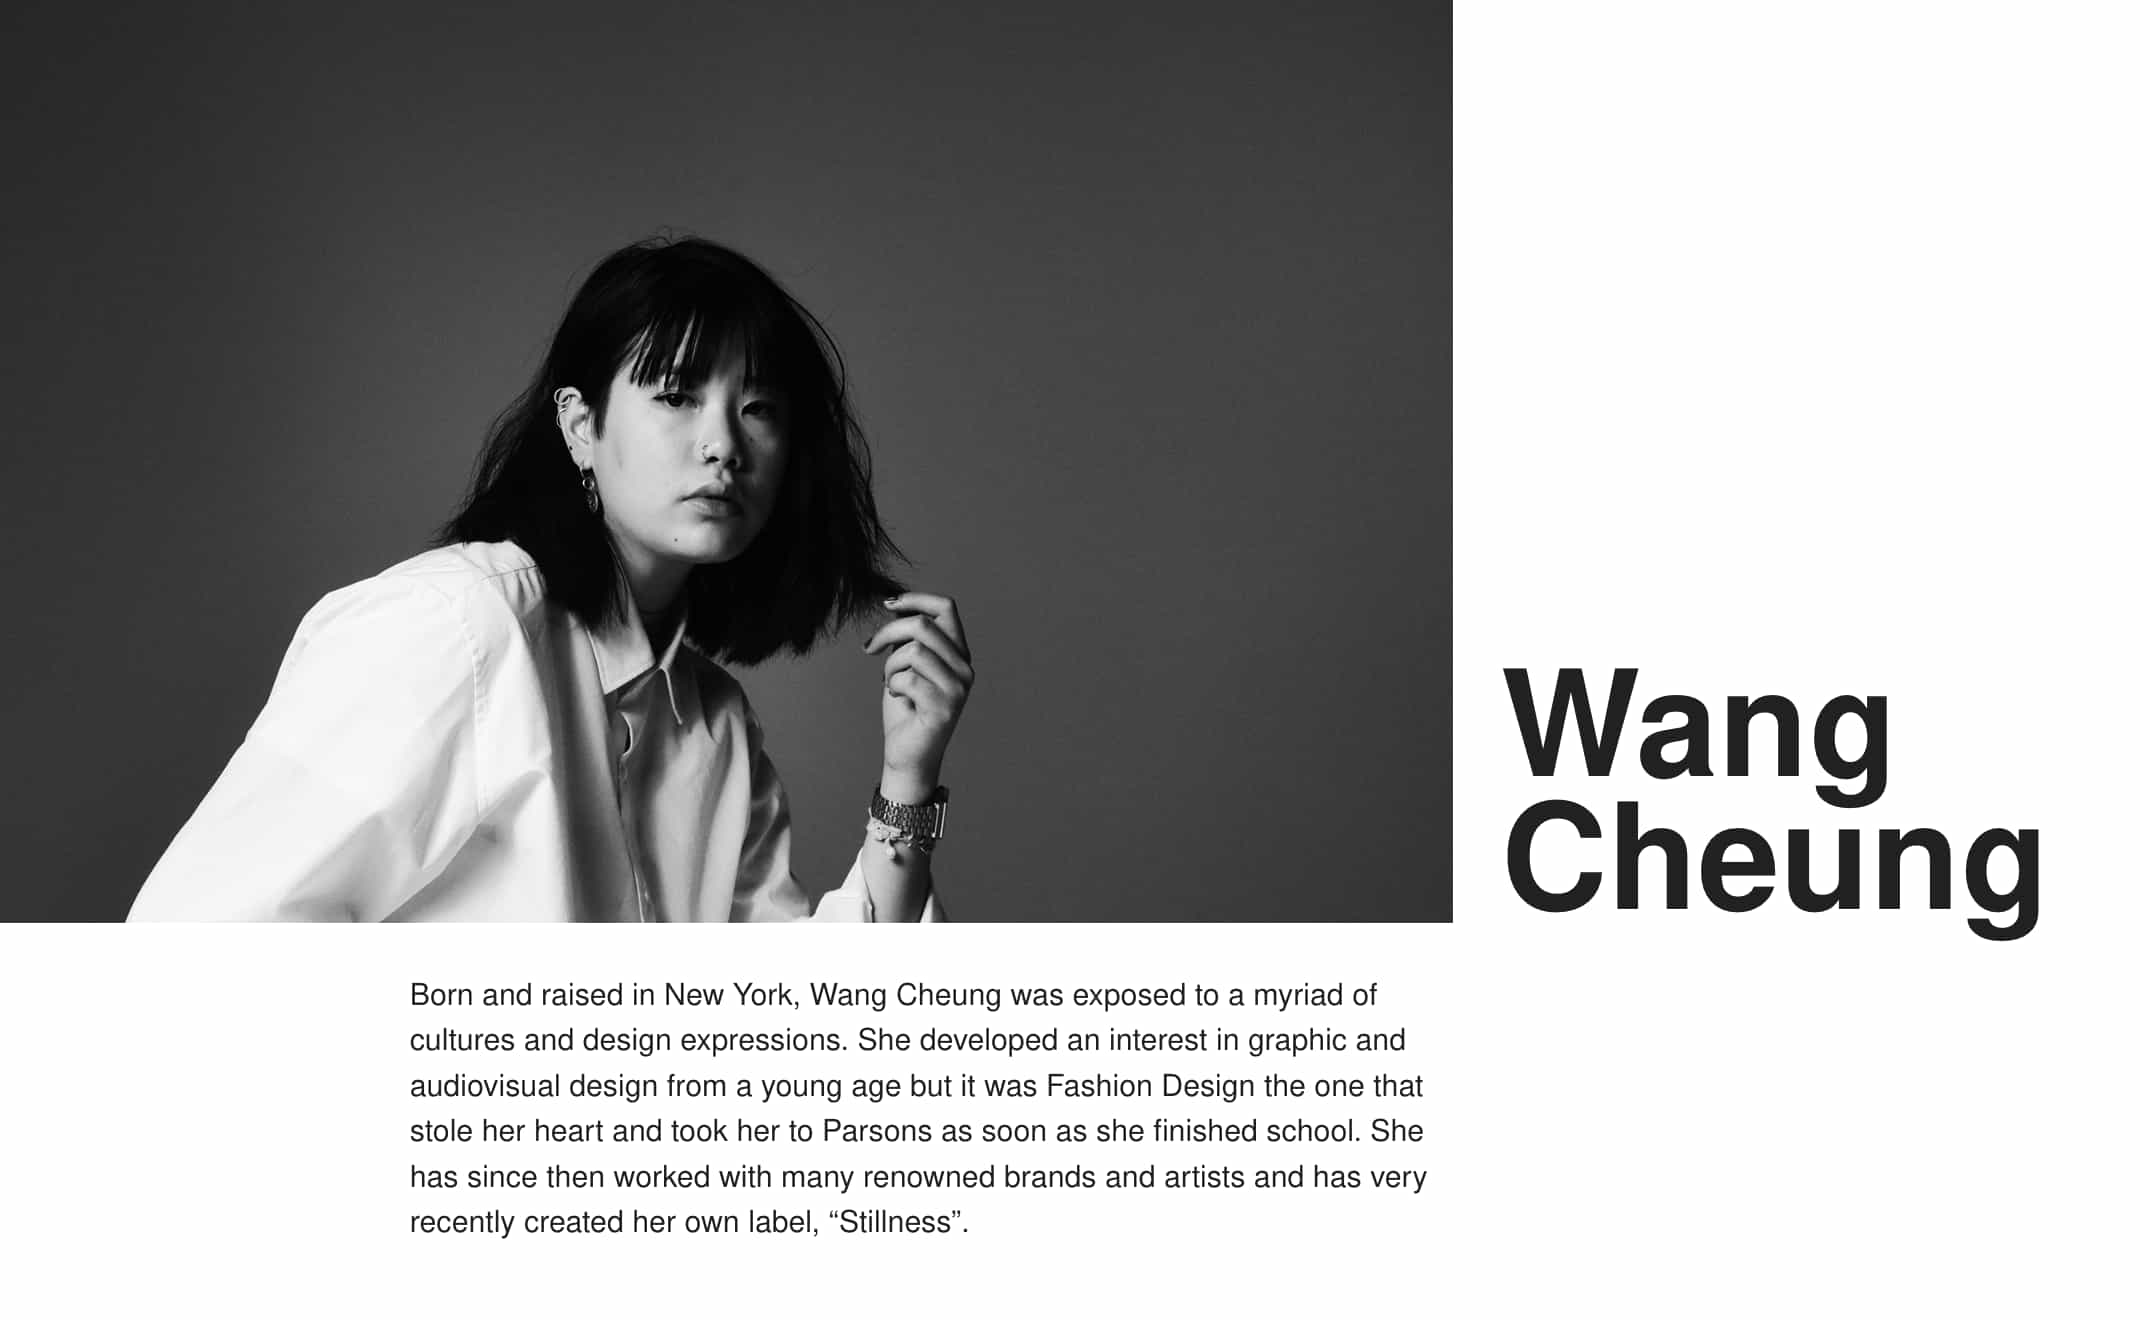 Wang
Cheung
Born and raised in New York, Wang Cheung was exposed to a myriad of
cultures and design expressions. She developed an interest in graphic and
audiovisual design from a young age but it was Fashion Design the one that
stole her heart and took her to Parsons as soon as she finished school. She
has since then worked with many renowned brands and artists and has very
recently created her own label, “Stillness”.